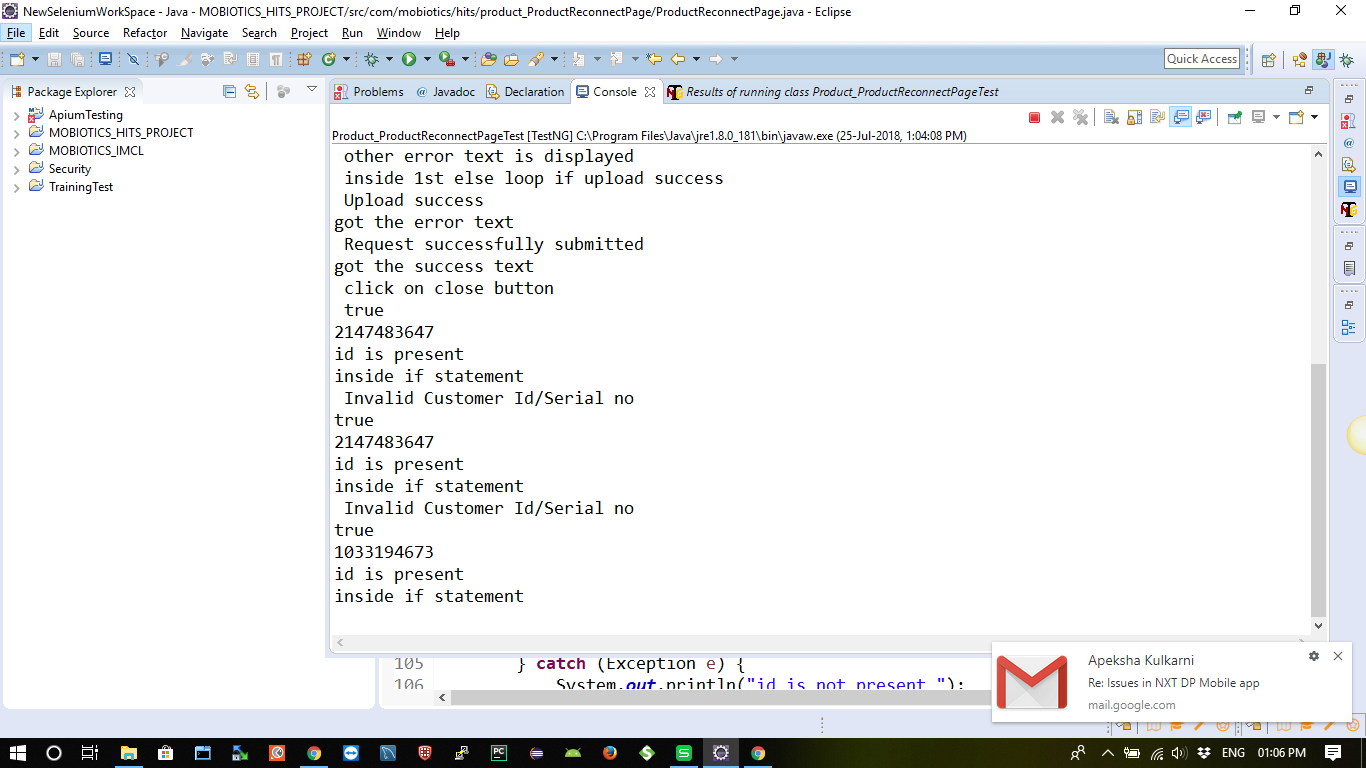 NewSeleniumWorkSpace - Java - MOBIOTICS_HITS_PROJECT/src/com/mobiotics/hits/product_ProductReconnectPage/ProductReconnectPage.java - Eclipse
File Edit Source Refactor Navigate Search Project Run Window Help
Quick Access
Package Explorer
ApiumTesting
MOBIOTICS_HITS_PROJECT
MOBIOTICS_IMCL
Security
TrainingTest
Problems @ Javadoc Declaration Console Results of running class Product_ProductReconnectPageTest
Product_ProductReconnectPageTest [TestNG] C:\Program Files\Java\jre1.8.0_181\bin\javaw.exe (25-Jul-2018, 1:04:08 PM)
other error text is displayed
inside 1st else loop if upload success
Upload success
got the error text
Request successfully submitted
got the success text
click on close button
true
2147483647
id is present
inside if statement
Invalid Customer Id/Serial no
true
2147483647
id is present
inside if statement
Invalid Customer Id/Serial no
true
1033194673
id is present
inside if statement
105 } catch (Exception e) {
106 System.out.println("id is not present ");
Apeksha Kulkarni
Re: Issues in NXT DP Mobile app
mail.google.com
ENG 01:06 PM